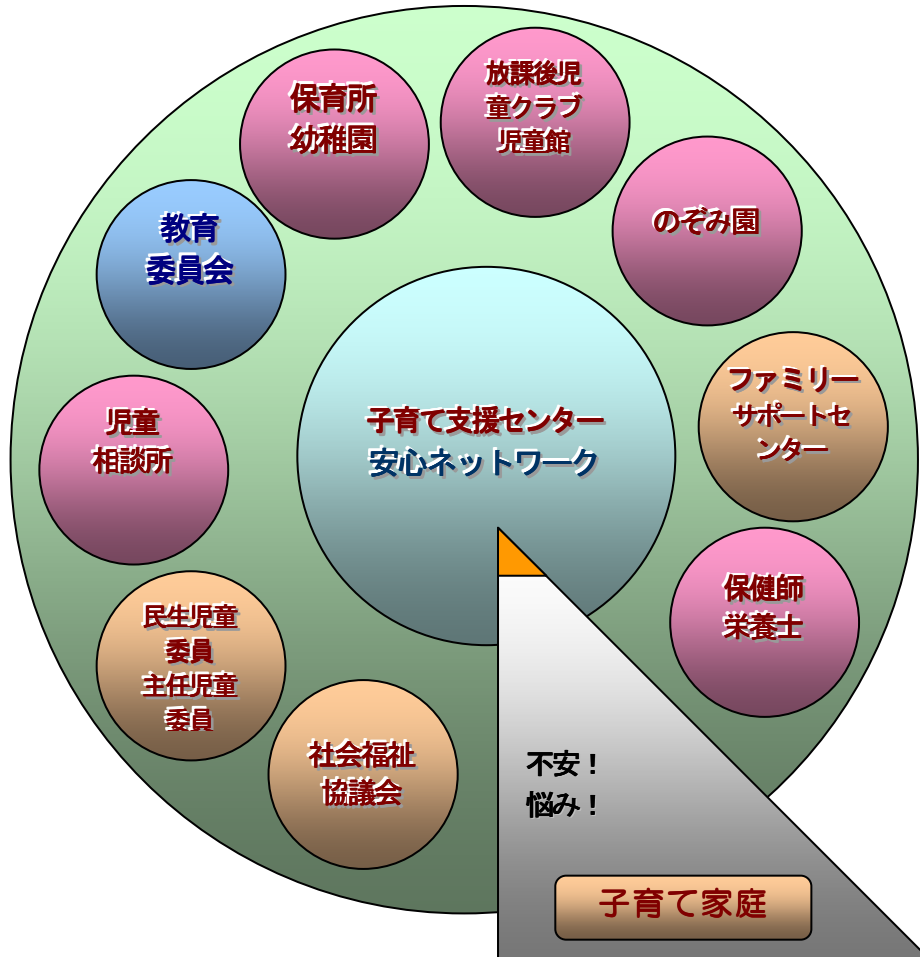 放課後児
童クラブ
児童館
保育所
幼稚園
のぞみ園
教育
委員会
ファミリー
サポートセ
ンター
児童
相談所
子育て支援センター
安心ネットワーク
保健師
栄養士
民生児童
委員
主任児童
委員
社会福祉
協議会
不安！
悩み！
子育て家庭